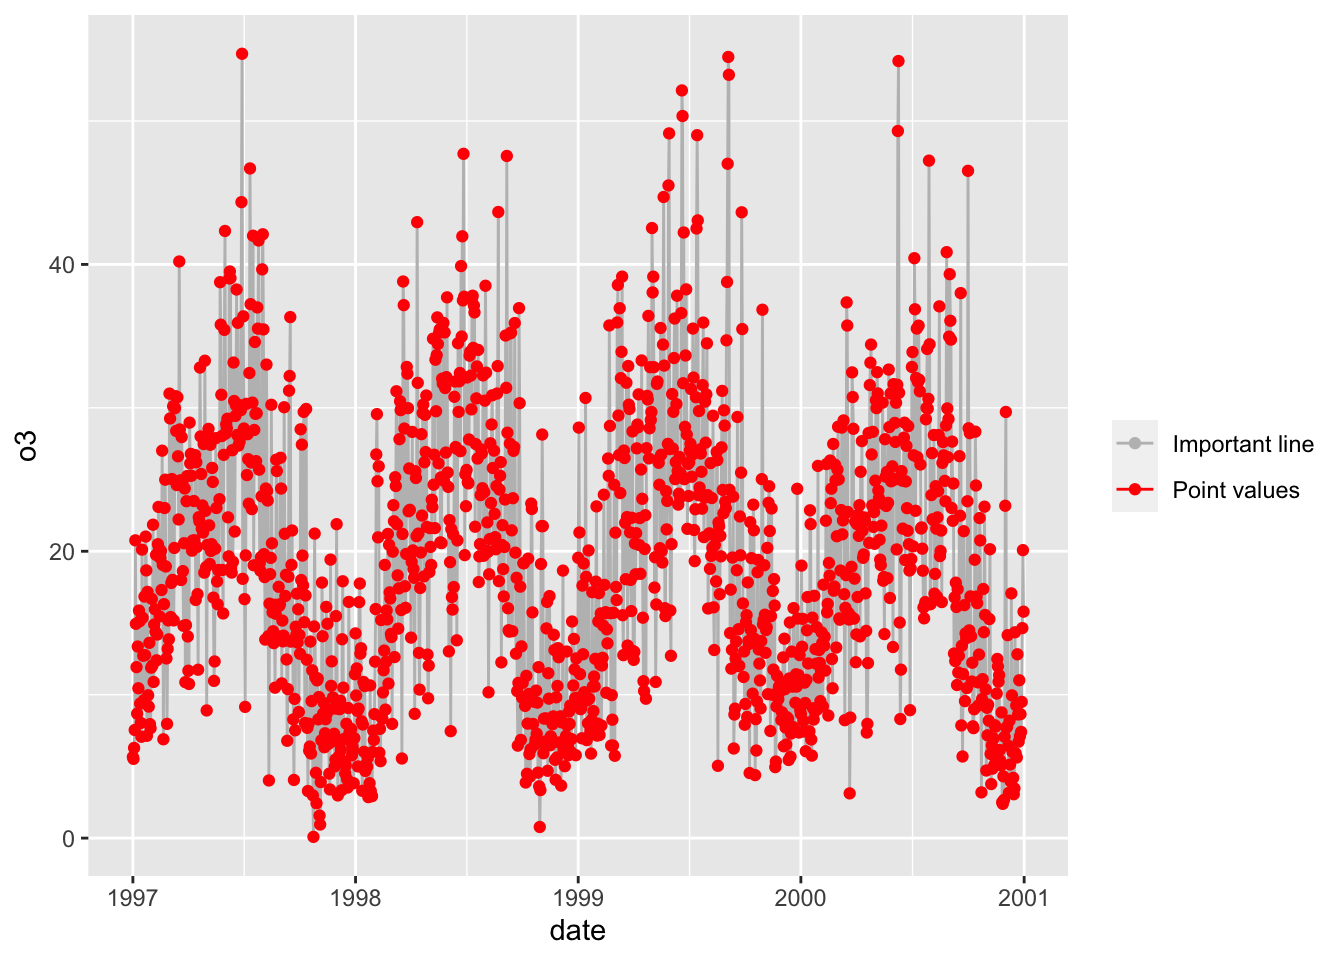 o3
40
20
0
1997 1998 1999 2000 2001
date
Important line
Point values